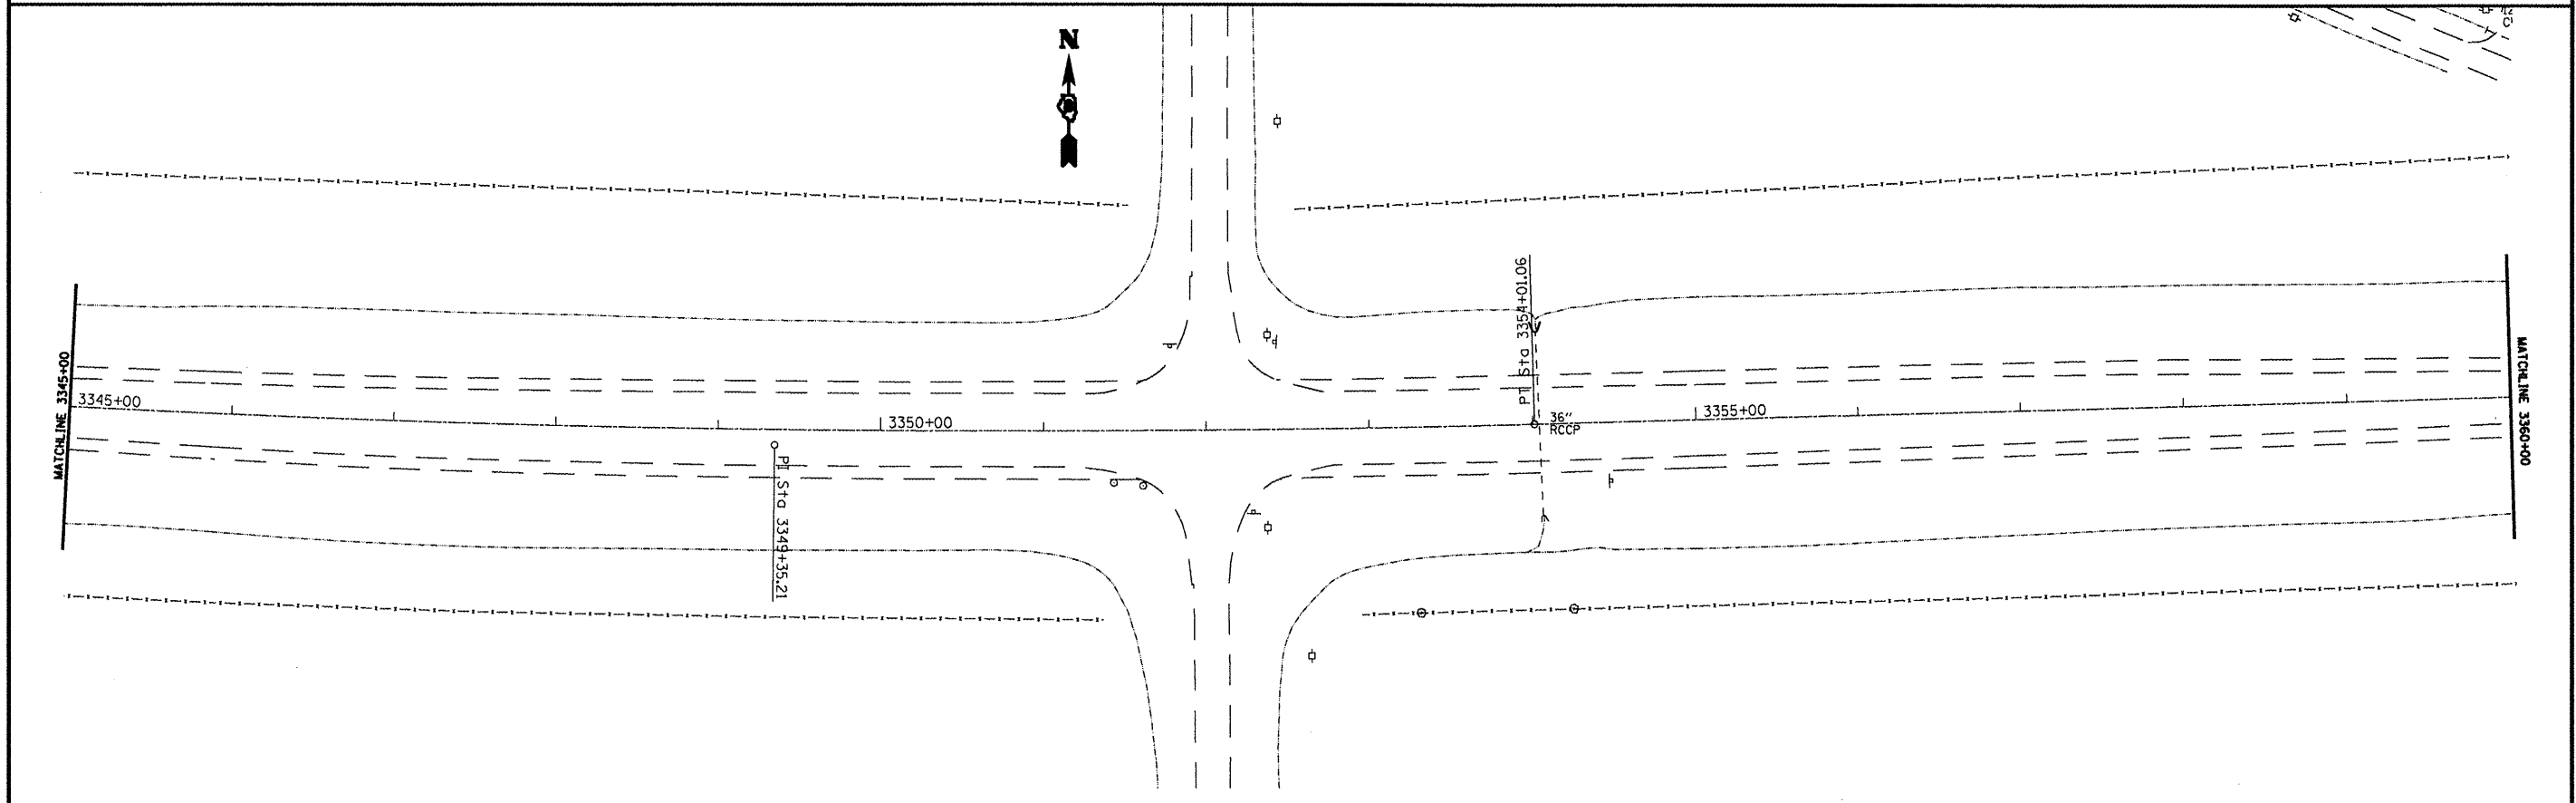 N
PT Sta 3354+01.06
MATCHLINE 3345+00
3345+00
3350+00
36"
RCCP
3355+00
MATCHLINE 3360+00
PI Sta 3349+35.21